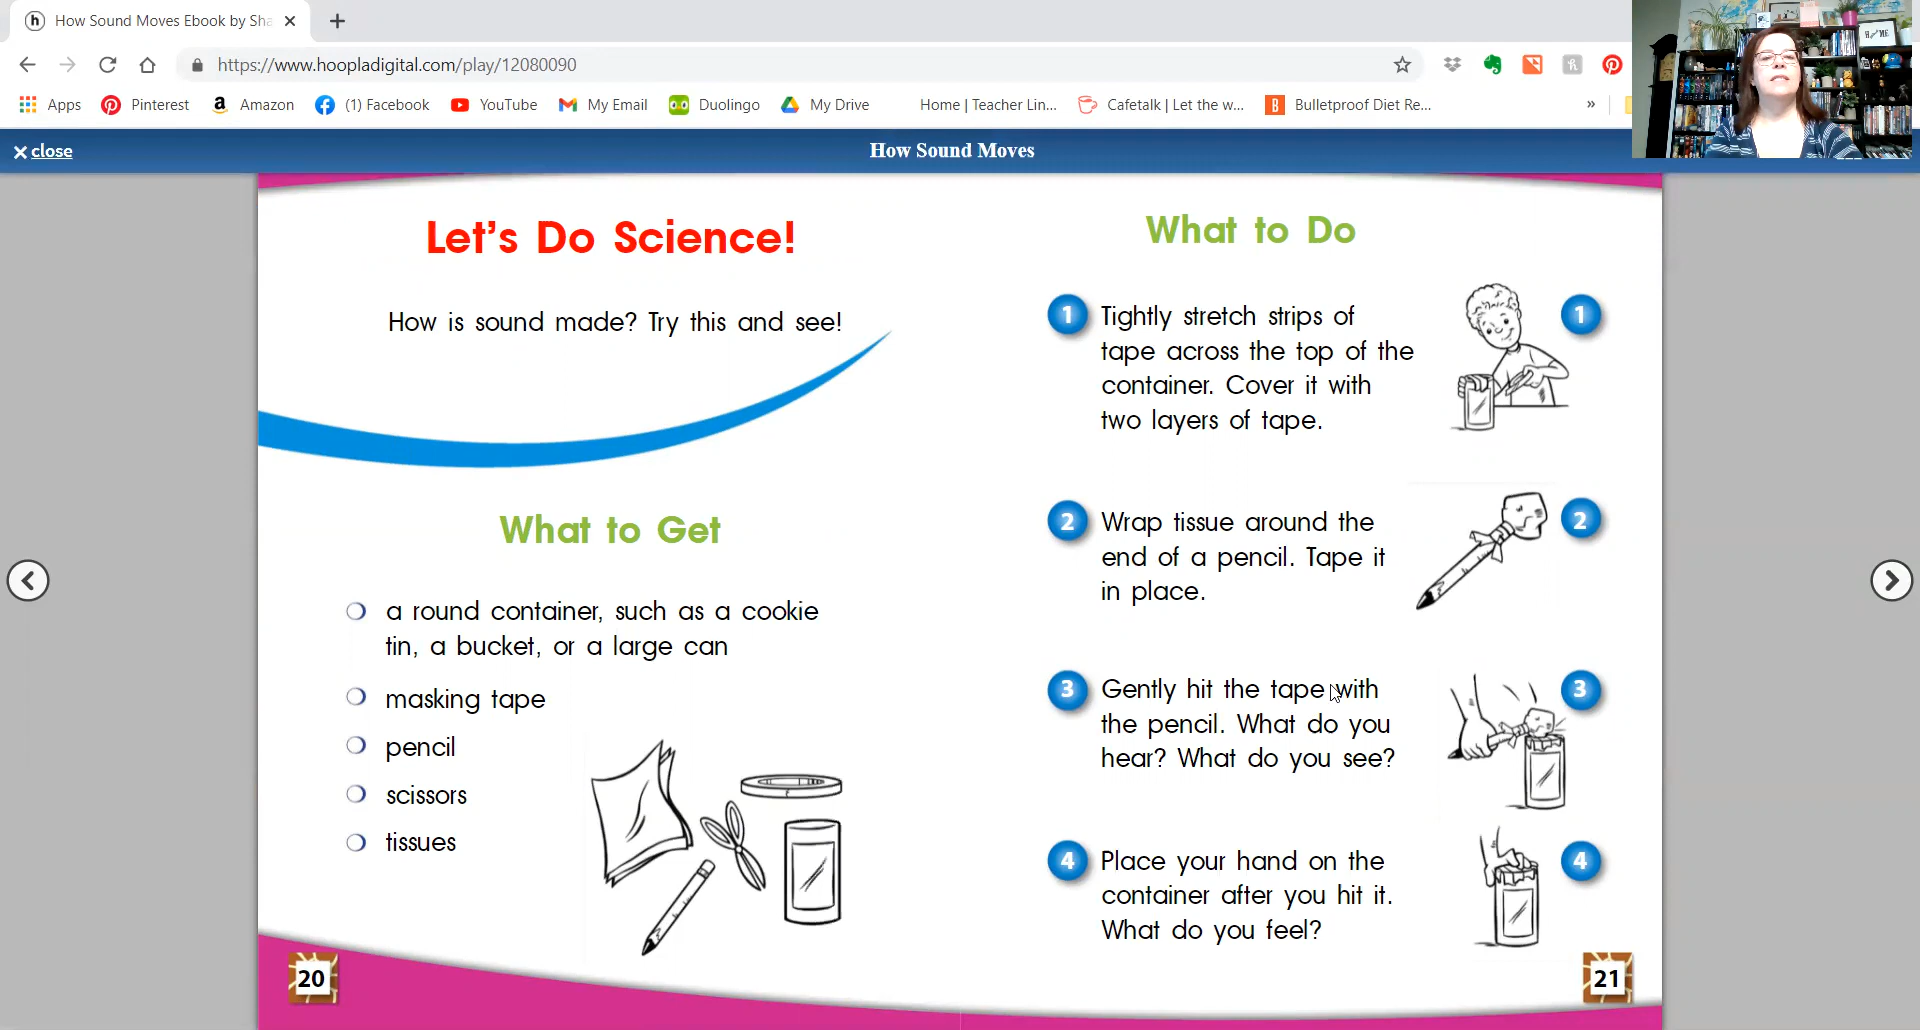 How Sound Moves Ebook by Sha
https://www.hoopladigital.com/play/12080090
Apps Pinterest Amazon (1) Facebook YouTube My Email Duolingo My Drive Home | Teacher Lin... Cafetalk | Let the w... Bulletproof Diet Re... »
close
How Sound Moves
Let's Do Science!
How is sound made? Try this and see!
What to Get
a round container, such as a cookie
tin, a bucket, or a large can
masking tape
pencil
scissors
tissues
20
What to Do
1 Tightly stretch strips of 1
tape across the top of the
container. Cover it with
two layers of tape.
2 Wrap tissue around the 2
end of a pencil. Tape it
in place.
3 Gently hit the tape with 3
the pencil. What do you
hear? What do you see?
4 Place your hand on the 4
container after you hit it.
What do you feel?
21